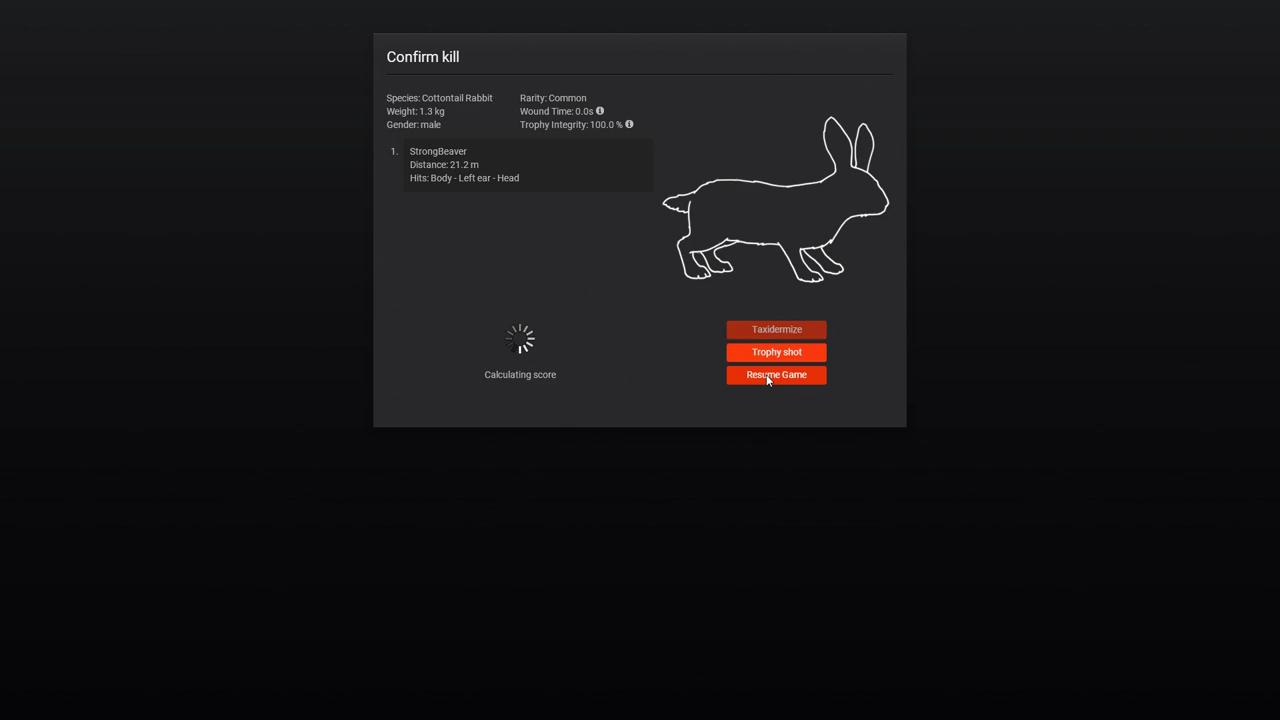 Confirm kill
Species: Cottontail Rabbit
Rarity: Common
Weight: 1.3 kg
Wound Time: 0.0s
Gender: male
Trophy Integrity: 100.0 %
1. StrongBeaver
Distance: 21.2 m
Hits: Body - Left ear - Head
Taxidermize
Trophy shot
Calculating score
Resume Game